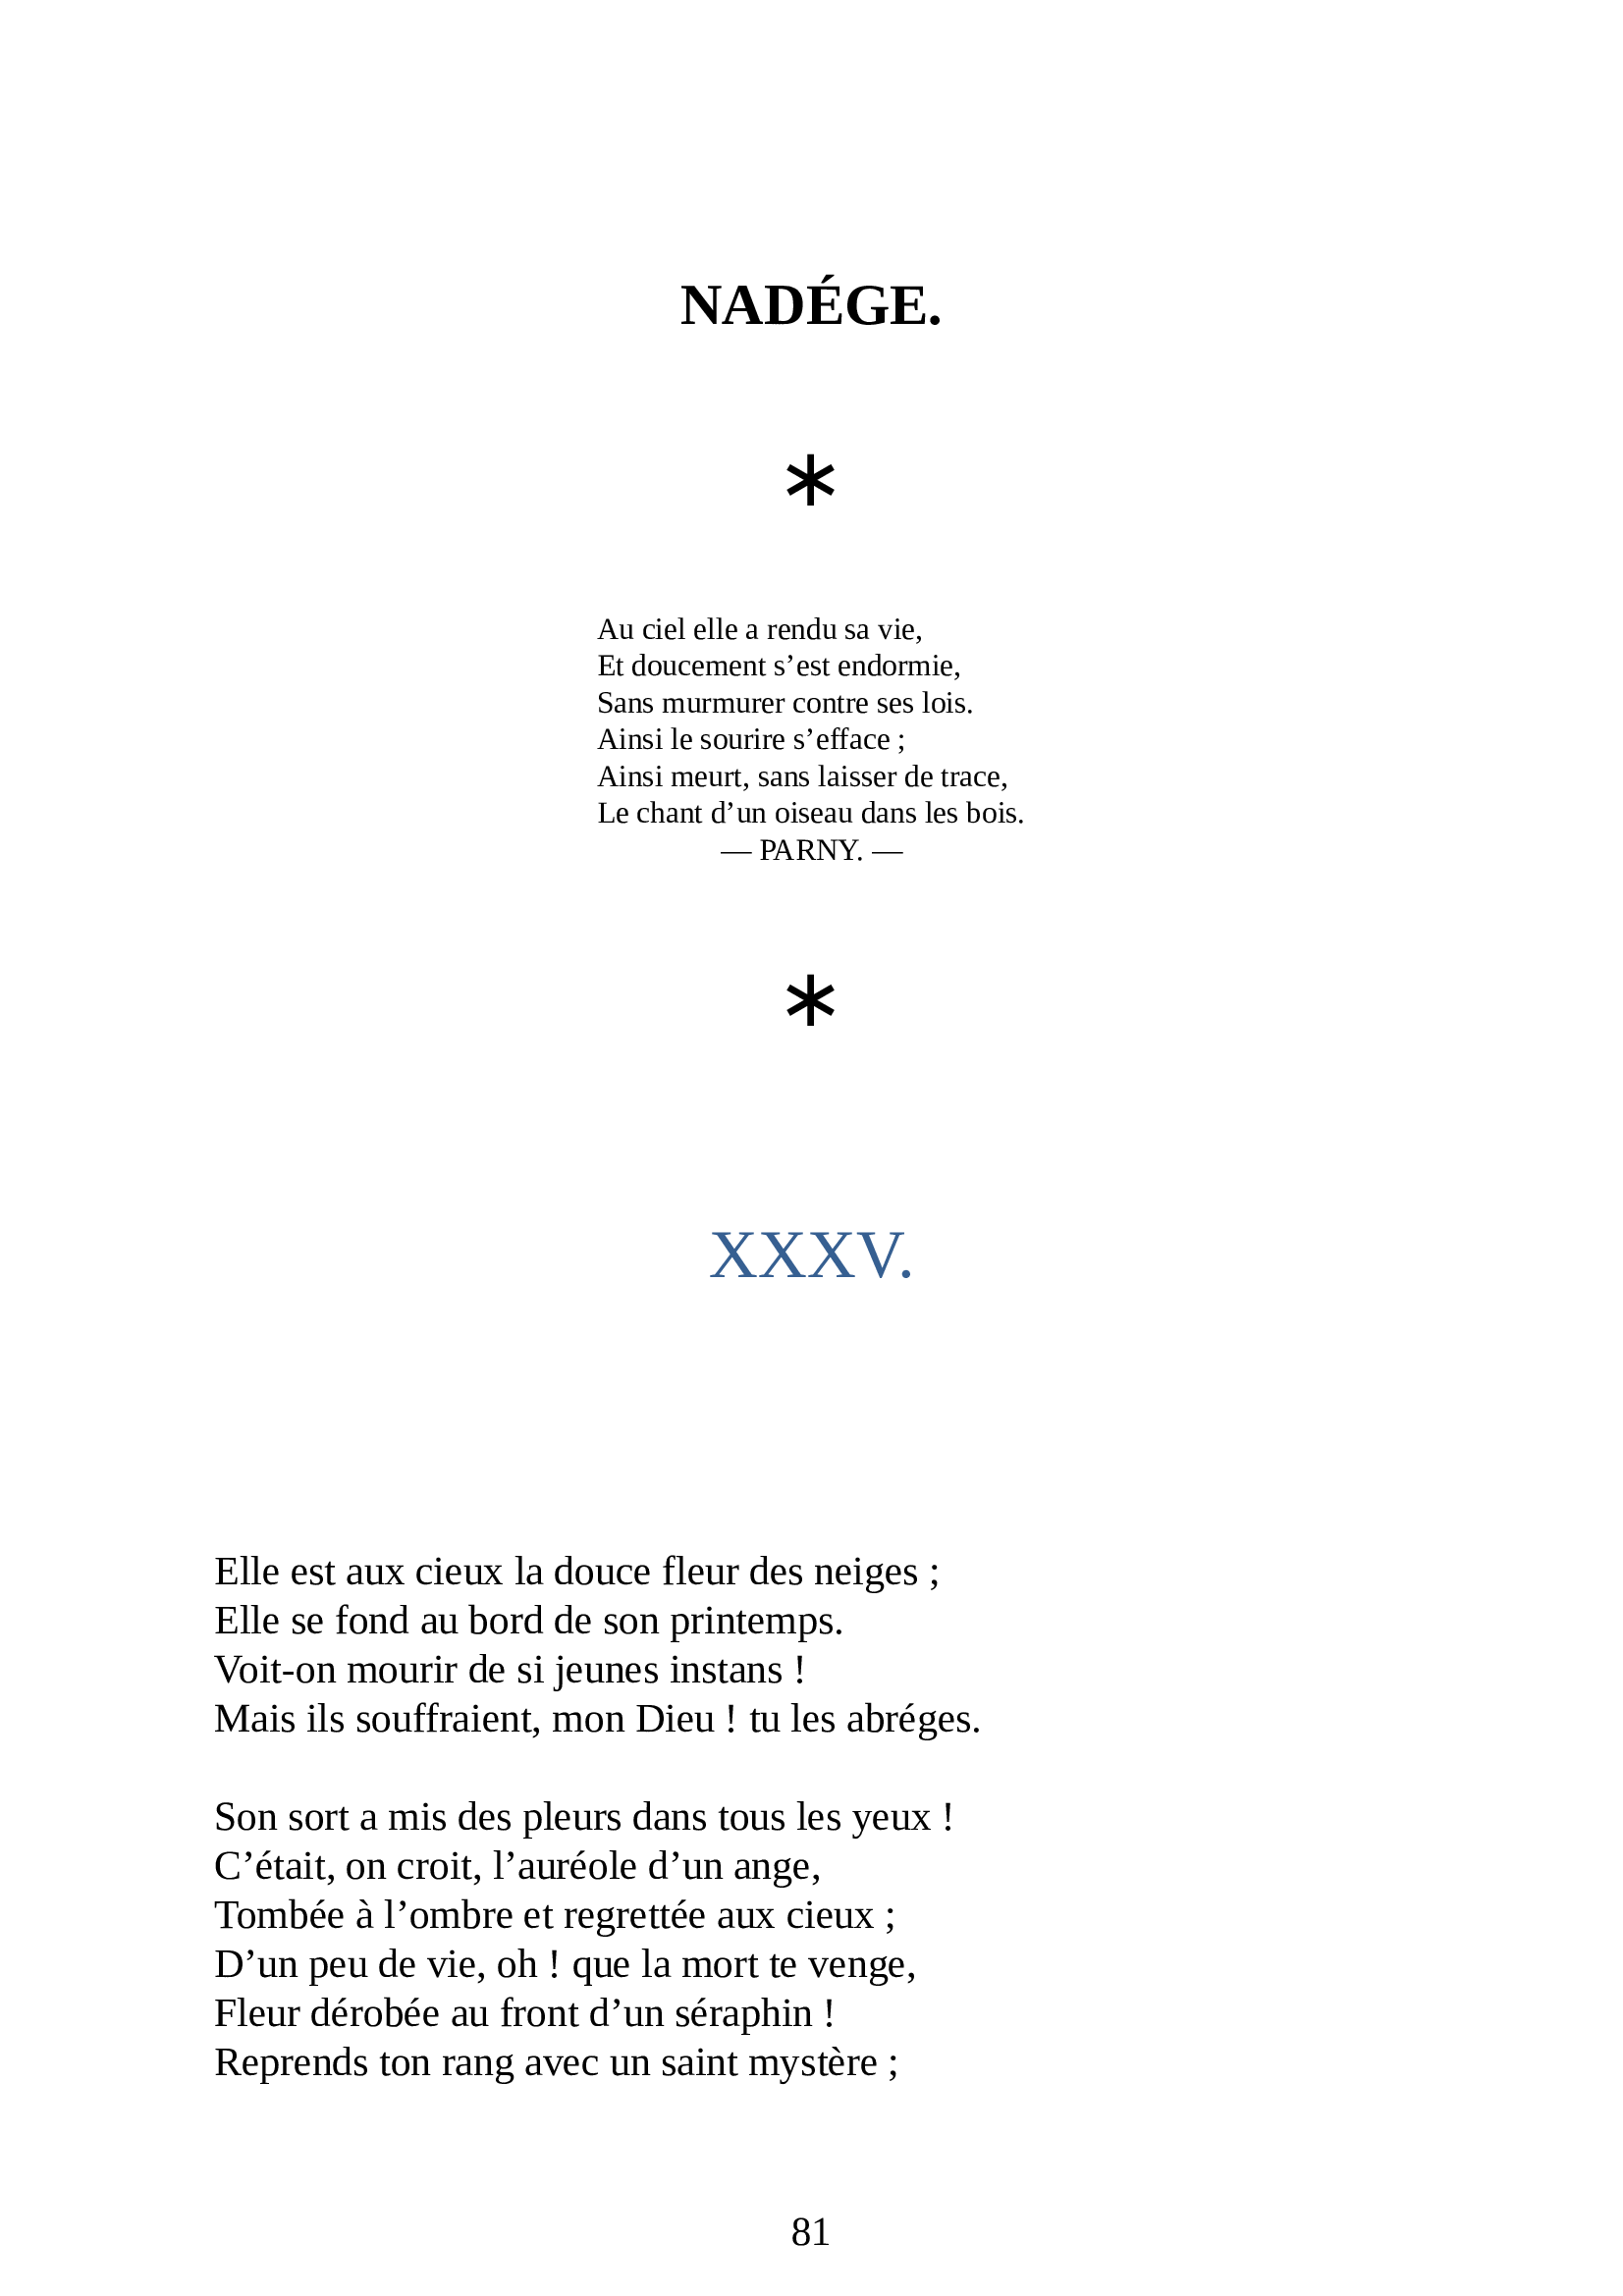 NADÉGE.
*
Au ciel elle a rendu sa vie,
Et doucement s’est endormie,
Sans murmurer contre ses lois.
Ainsi le sourire s’efface ;
Ainsi meurt, sans laisser de trace,
Le chant d’un oiseau dans les bois.
— PARNY. —
*
XXXV.
Elle est aux cieux la douce fleur des neiges ;
Elle se fond au bord de son printemps.
Voit-on mourir de si jeunes instans !
Mais ils souffraient, mon Dieu ! tu les abréges.
Son sort a mis des pleurs dans tous les yeux !
C’était, on croit, l’auréole d’un ange,
Tombée à l’ombre et regrettée aux cieux ;
D’un peu de vie, oh ! que la mort te venge,
Fleur dérobée au front d’un séraphin !
Reprends ton rang avec un saint mystère ;
81